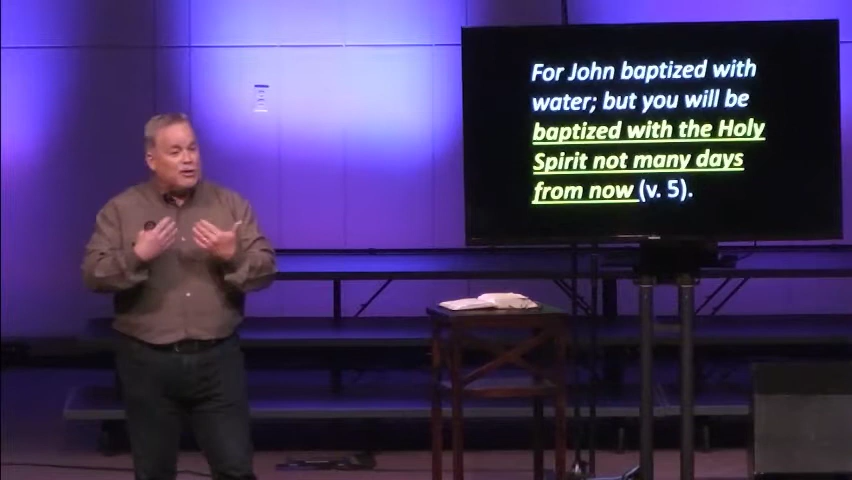 For John baptized with
water; but you will be
baptized with the Holy
Spirit not many days
from now (v. 5).